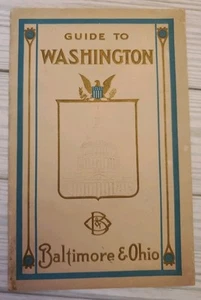 GUIDE TO
WASHINGTON
B&O
Baltimore & Ohio